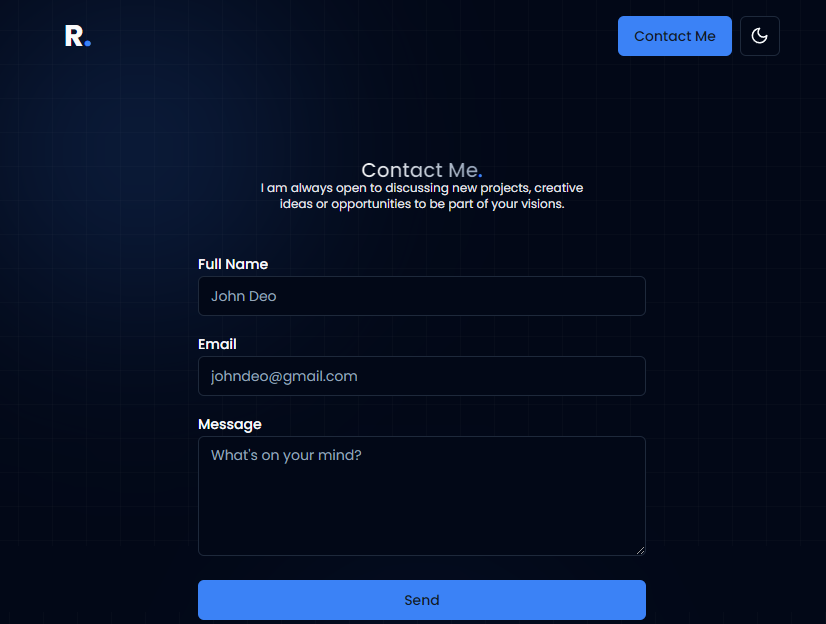 R.
Contact Me
Contact Me.
I am always open to discussing new projects, creative
ideas or opportunities to be part of your visions.
Full Name
John Deo
Email
johndeo@gmail.com
Message
What's on your mind?
Send